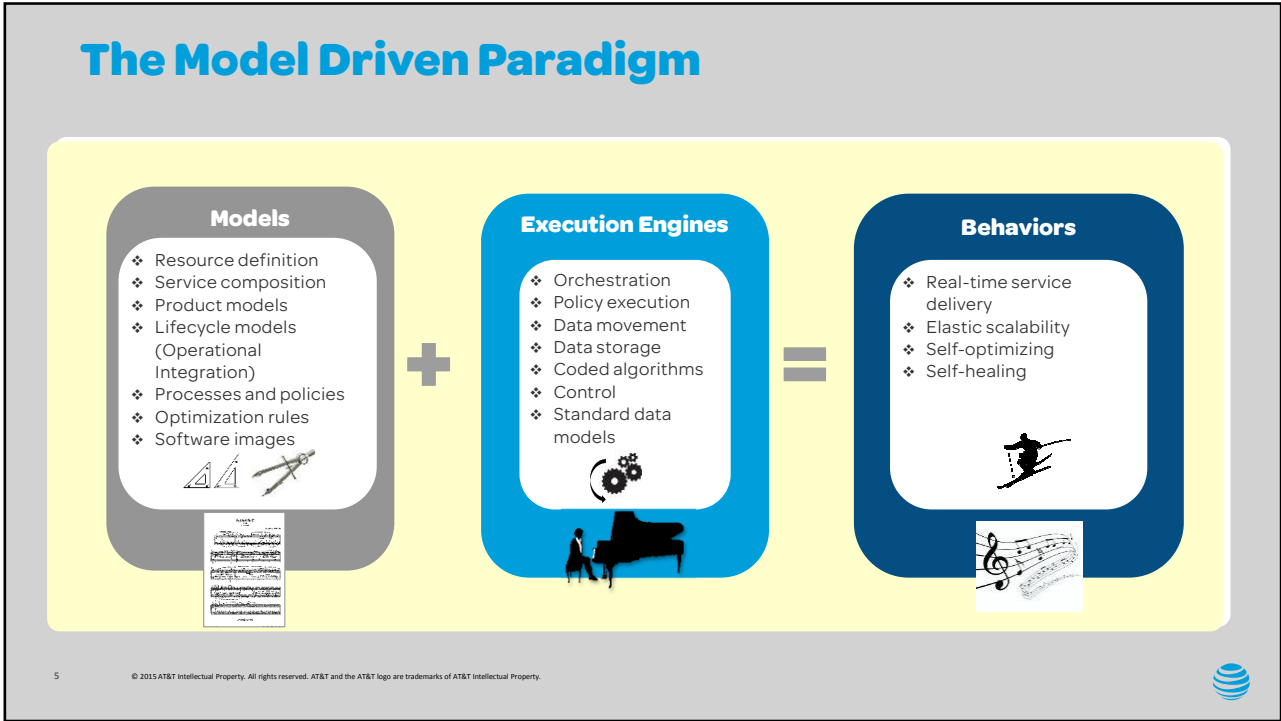 The Model Driven Paradigm
Models
❖ Resource definition
❖ Service composition
❖ Product models
❖ Lifecycle models
(Operational
Integration)
❖ Processes and policies
❖ Optimization rules
❖ Software images
Execution Engines
❖ Orchestration
❖ Policy execution
❖ Data movement
❖ Data storage
❖ Coded algorithms
❖ Control
❖ Standard data
models
Behaviors
❖ Real-time service
delivery
❖ Elastic scalability
❖ Self-optimizing
❖ Self-healing
5
© 2015 AT&T Intellectual Property. All rights reserved. AT&T and the AT&T logo are trademarks of AT&T Intellectual Property.